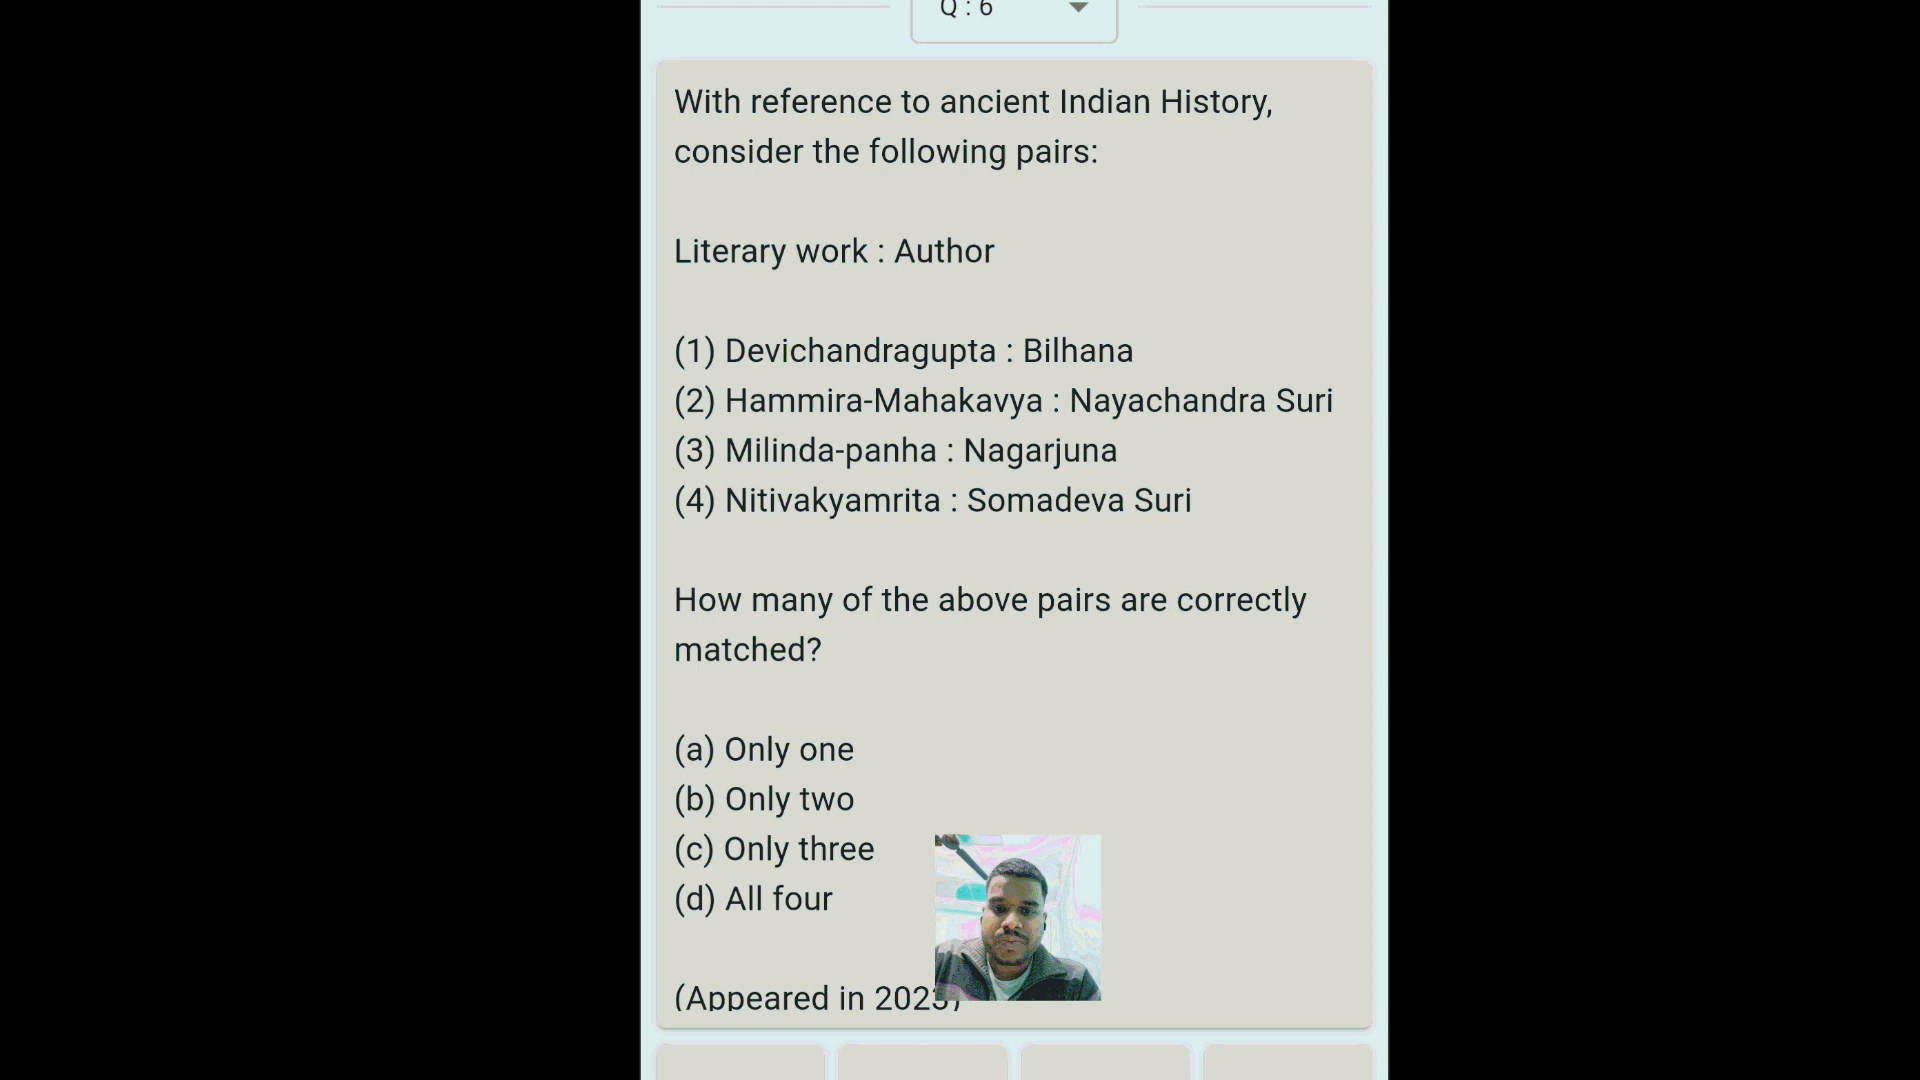 Q : 6
With reference to ancient Indian History,
consider the following pairs:
Literary work : Author
(1) Devichandragupta : Bilhana
(2) Hammira-Mahakavya : Nayachandra Suri
(3) Milinda-panha : Nagarjuna
(4) Nitivakyamrita : Somadeva Suri
How many of the above pairs are correctly
matched?
(a) Only one
(b) Only two
(c) Only three
(d) All four
(Appeared in 2023)